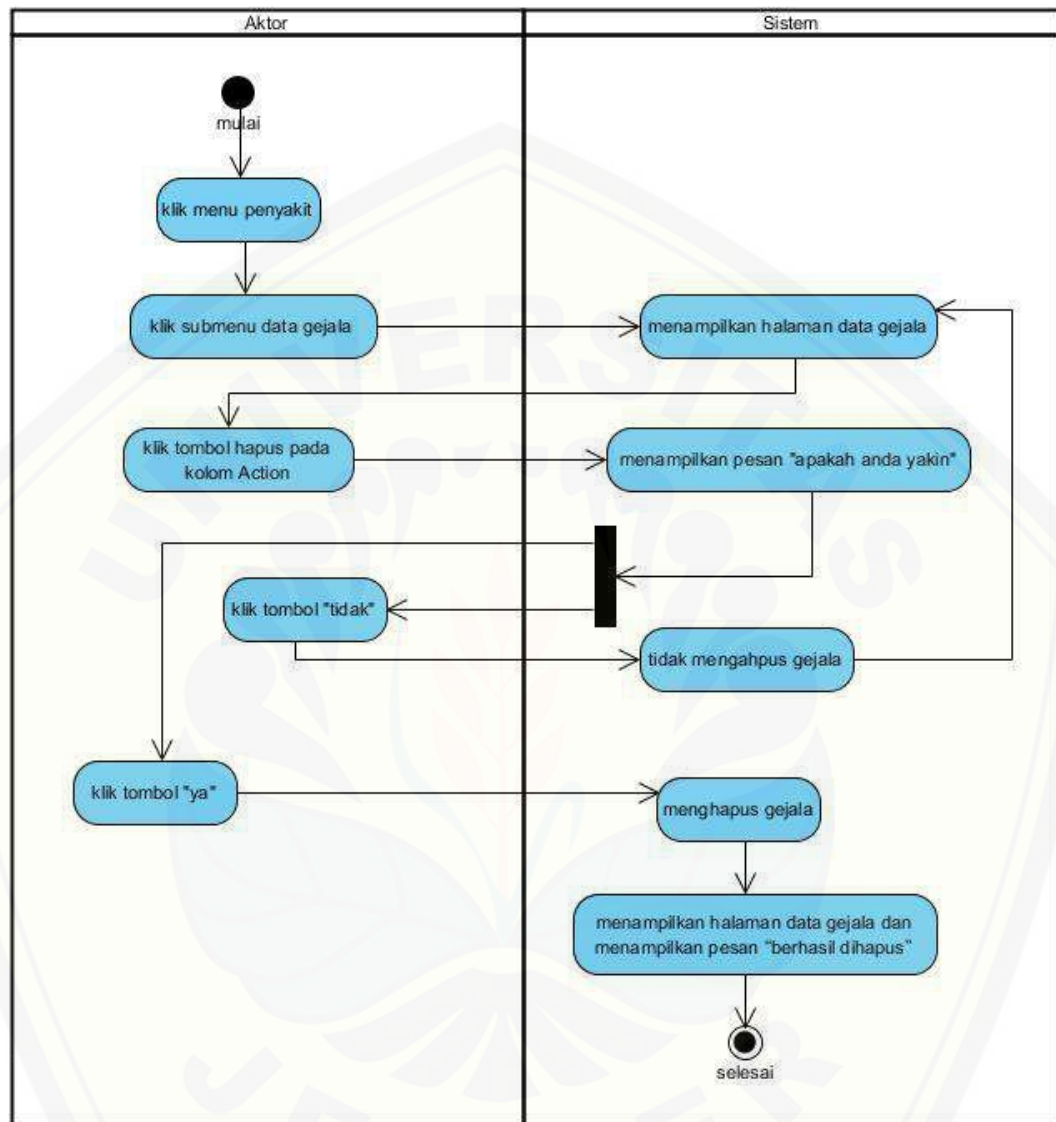 Aktor
Sistem
mulai
klik menu penyakit
klik submenu data gejala
menampilkan halaman data gejala
klik tombol hapus pada
kolom Action
menampilkan pesan "apakah anda yakin"
klik tombol "tidak"
tidak mengahpus gejala
klik tombol "ya"
menghapus gejala
menampilkan halaman data gejala dan
menampilkan pesan "berhasil dihapus"
selesai
UNIVERSITAS